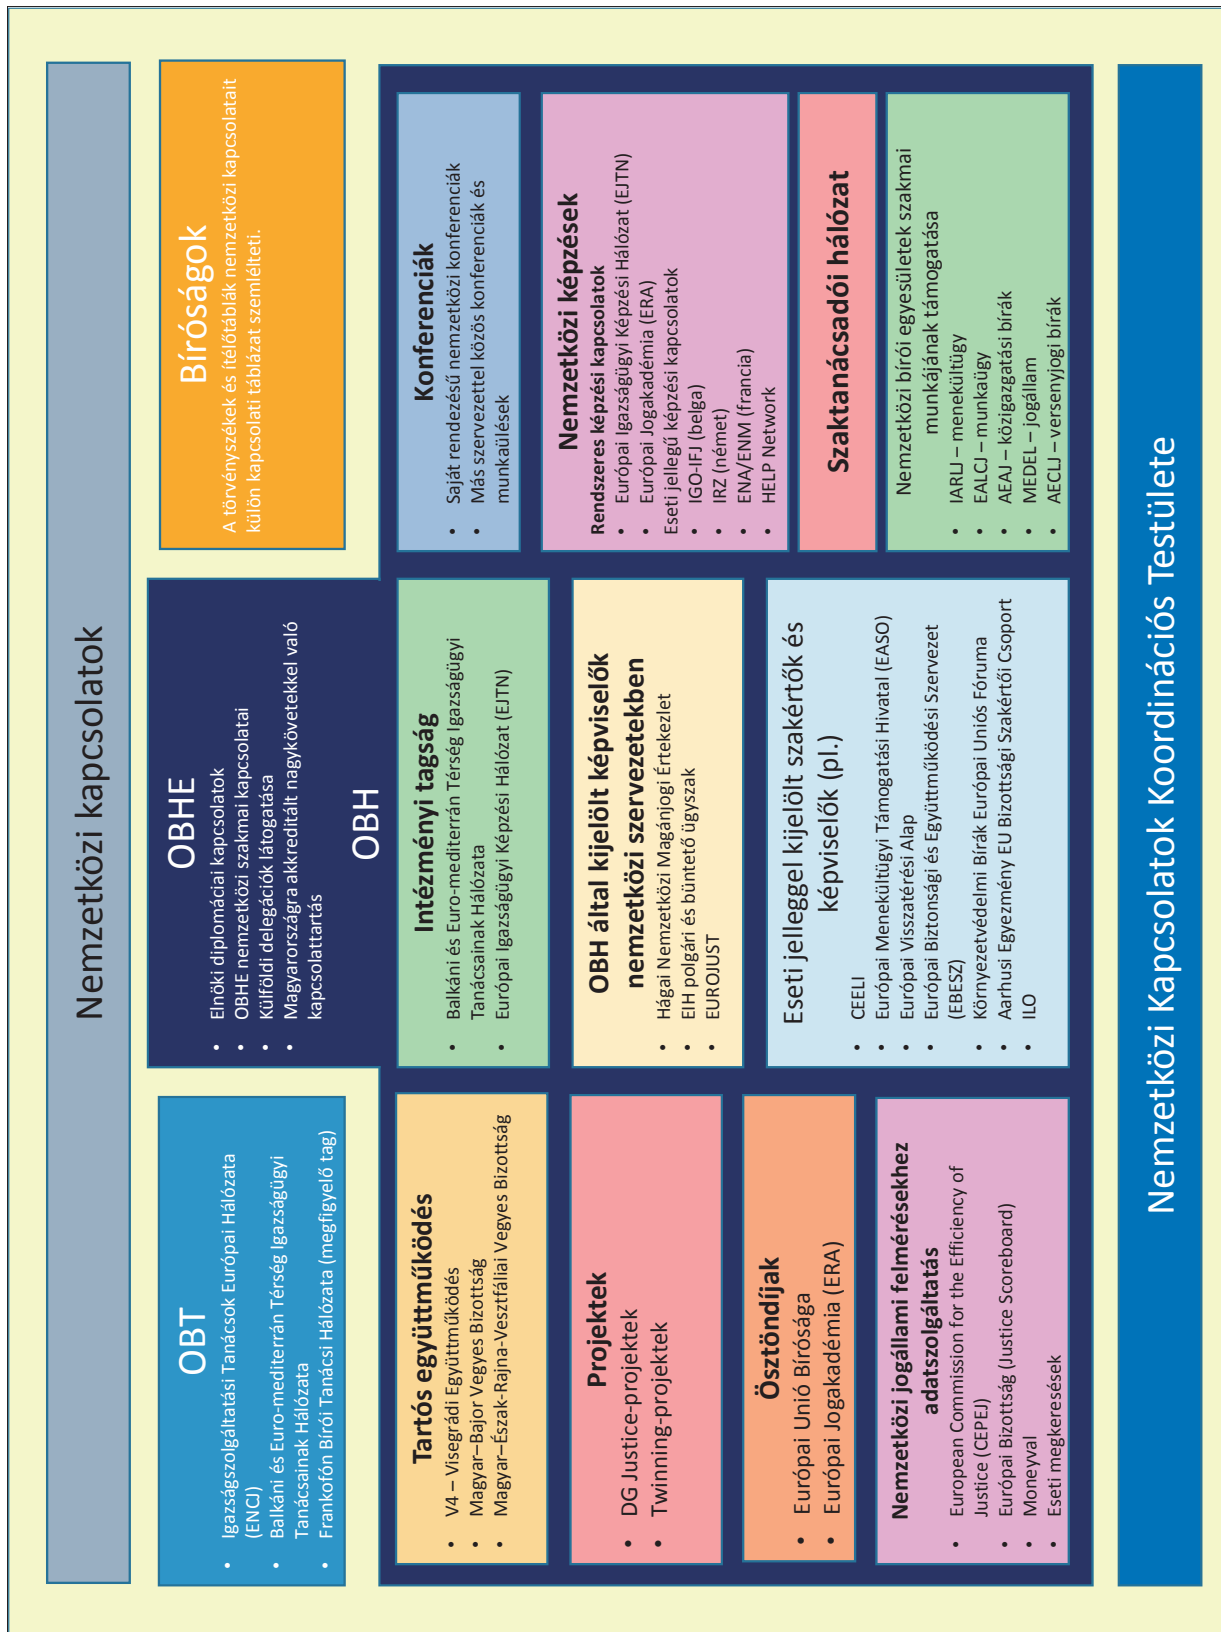 Nemzetközi kapcsolatok
OBT
• Igazságszolgáltatási Tanácsok Európai Hálózata
(ENCJ)
• Balkáni és Euro-mediterrán Térség Igazságügyi
Tanácsainak Hálózata
• Frankofón Bírói Tanácsi Hálózata (megfigyelő tag)
OBHE
• Elnöki diplomáciai kapcsolatok
• OBHE nemzetközi szakmai kapcsolatai
• Külföldi delegációk látogatása
• Magyarországra akkreditált nagykövetekkel való
kapcsolattartás
Bíróságok
A törvényszékek és ítélőtáblák nemzetközi kapcsolatait
külön kapcsolati táblázat szemlélteti.
OBH
Tartós együttműködés
• V4 – Visegrádi Együttműködés
• Magyar–Bajor Vegyes Bizottság
• Magyar–Észak-Rajna-Vesztfáliai Vegyes Bizottság
Projektek
• DG Justice-projektek
• Twinning-projektek
Ösztöndíjak
• Európai Unió Bírósága
• Európai Jogakadémia (ERA)
Nemzetközi jogállami felmérésekhez
adatszolgáltatás
• European Commission for the Efficiency of
Justice (CEPEJ)
• Európai Bizottság (Justice Scoreboard)
• Moneyval
• Eseti megkeresések
Intézményi tagság
• Balkáni és Euro-mediterrán Térség Igazságügyi
Tanácsainak Hálózata
• Európai Igazságügyi Képzési Hálózat (EJTN)
OBH által kijelölt képviselők
nemzetközi szervezetekben
• Hágai Nemzetközi Magánjogi Értekezlet
• EIH polgári és büntető ügyszak
• EUROJUST
Eseti jelleggel kijelölt szakértők és
képviselők (pl.)
• CEELI
• Európai Menekültügyi Támogatási Hivatal (EASO)
• Európai Visszatérési Alap
• Európai Biztonsági és Együttműködési Szervezet
(EBESZ)
• Környezetvédelmi Bírák Európai Uniós Fóruma
• Aarhusi Egyezmény EU Bizottsági Szakértői Csoport
• ILO
Konferenciák
• Saját rendezésű nemzetközi konferenciák
• Más szervezettel közös konferenciák és
munkaülések
Nemzetközi képzések
Rendszeres képzési kapcsolatok
• Európai Igazságügyi Képzési Hálózat (EJTN)
• Európai Jogakadémia (ERA)
Eseti jellegű képzési kapcsolatok
• IGO-IFJ (belga)
• IRZ (német)
• ENA/ENM (francia)
• HELP Network
Szaktanácsadói hálózat
Nemzetközi bírói egyesületek szakmai
munkájának támogatása
• IARLJ – menekültügy
• EALCJ – munkaügy
• AEAJ – közigazgatási bírák
• MEDEL – jogállam
• AECLJ – versenyjogi bírák
Nemzetközi Kapcsolatok Koordinációs Testülete